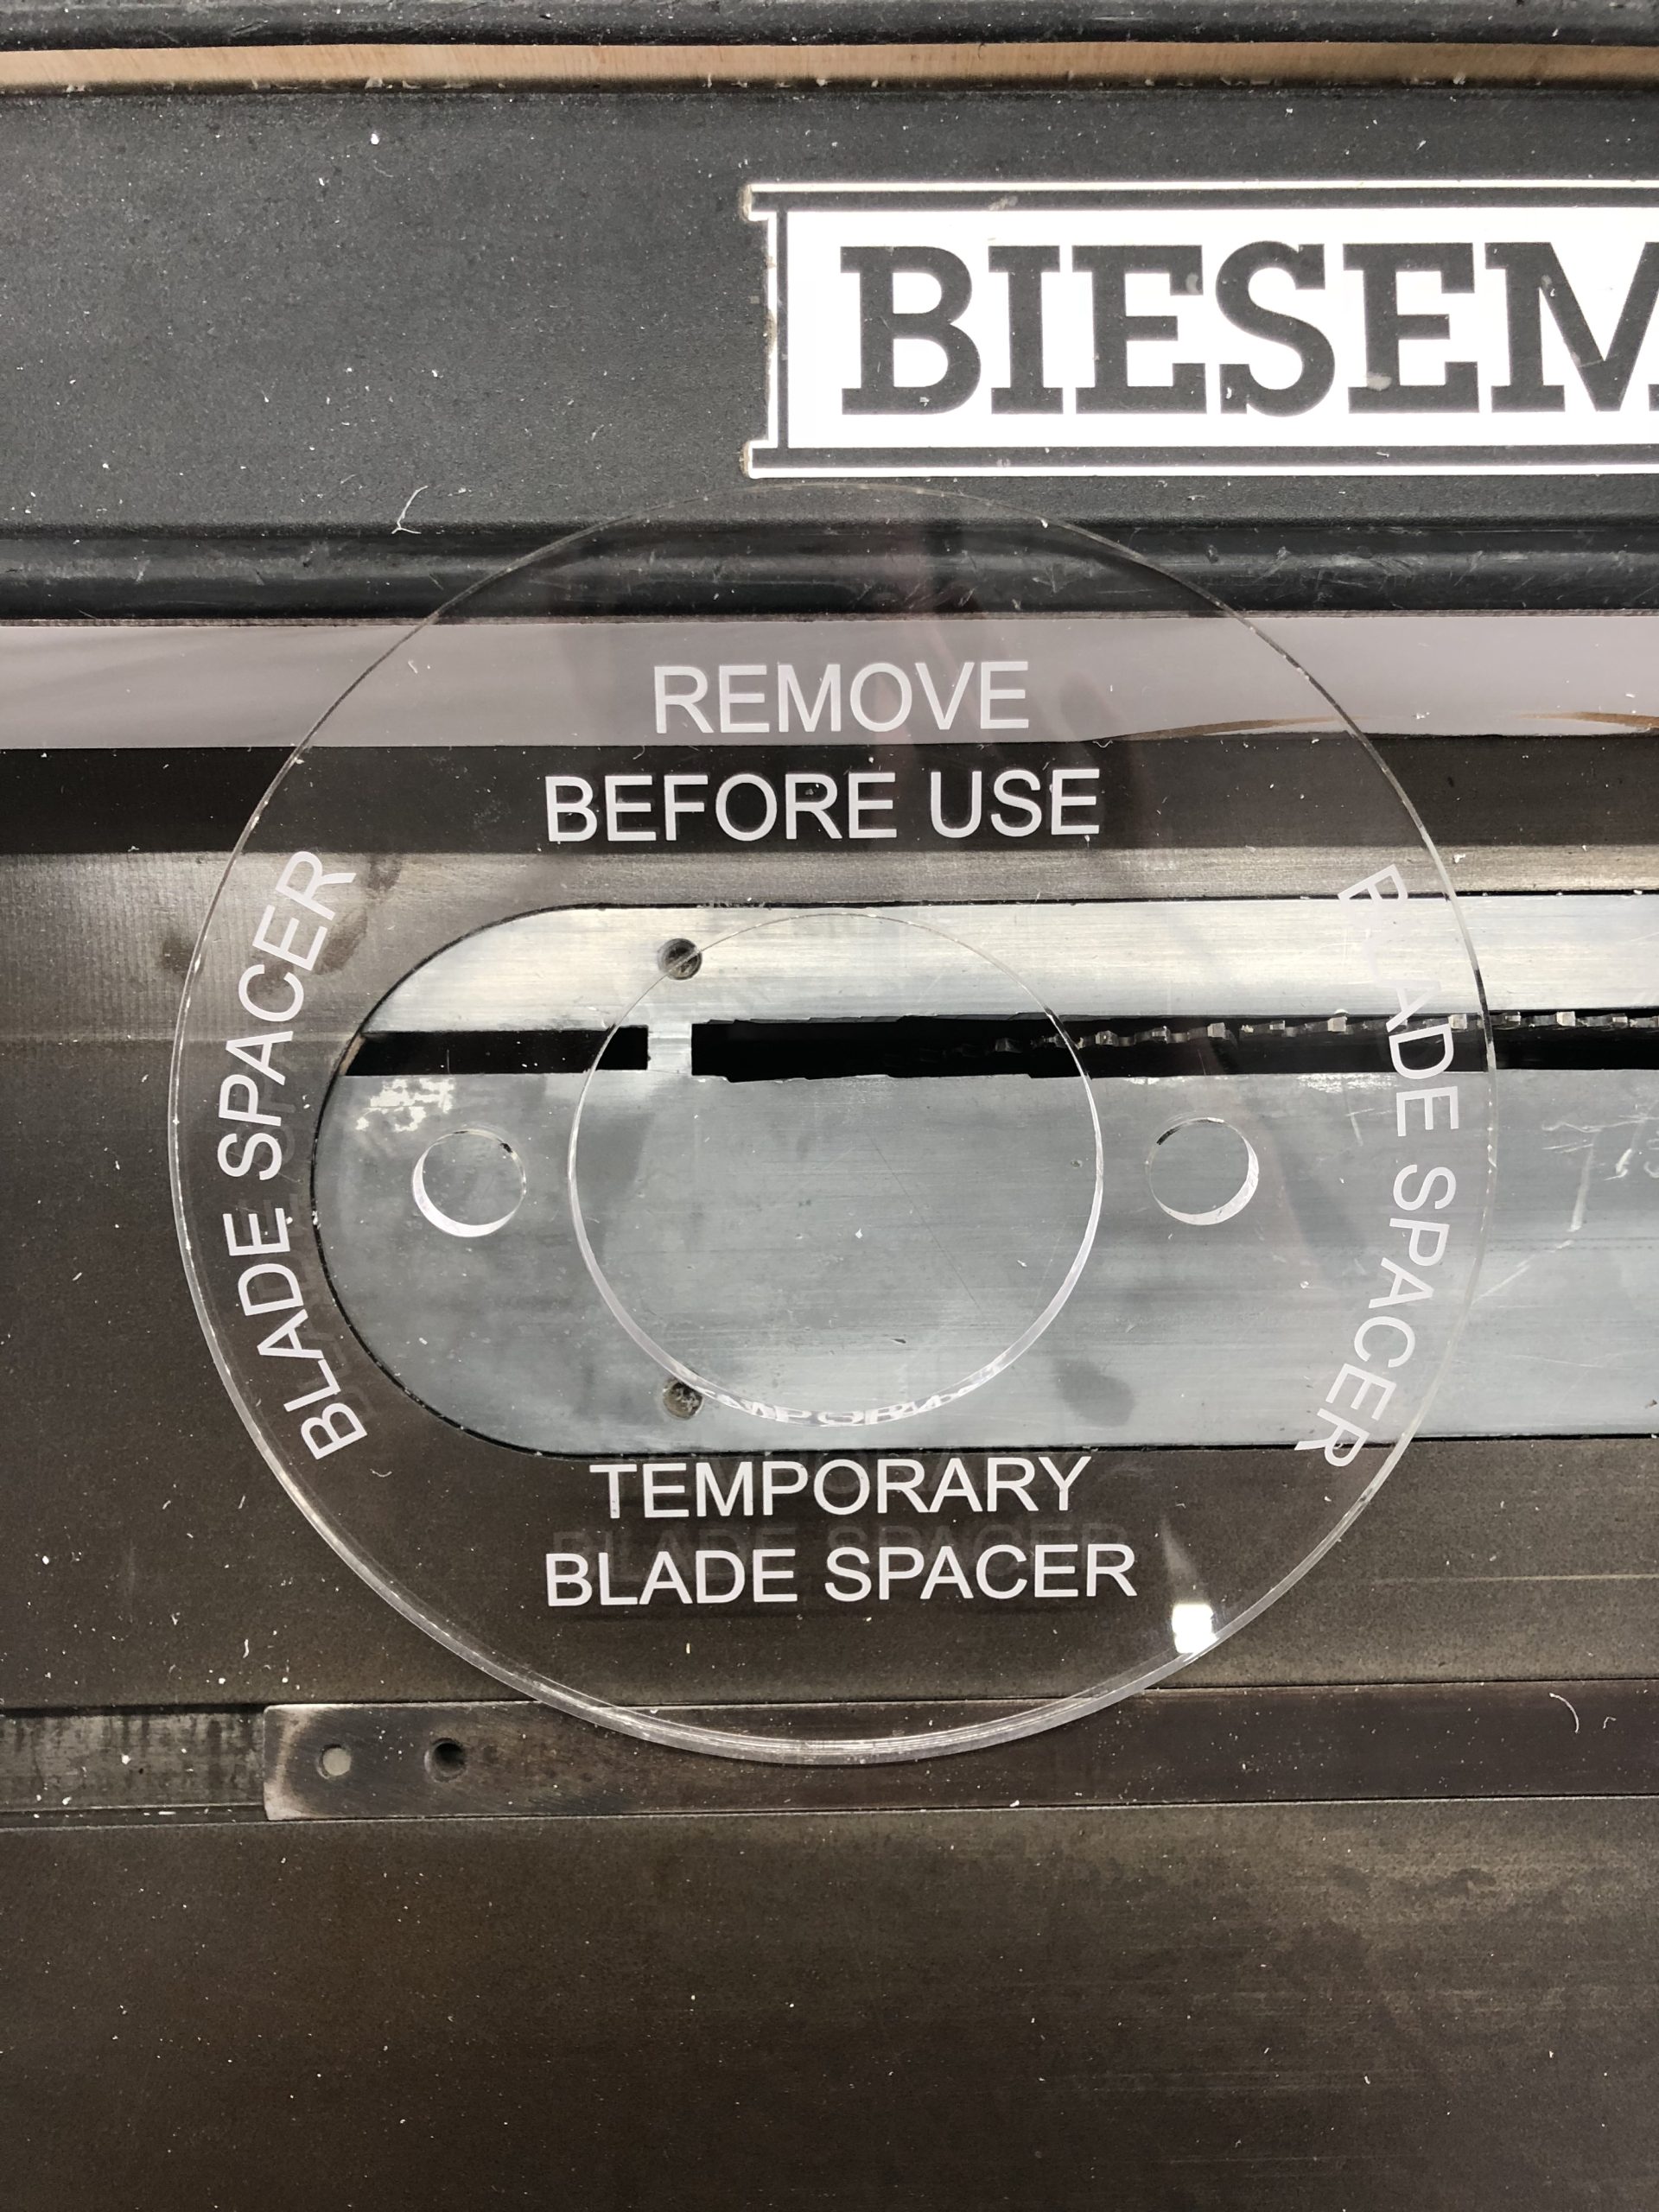 BIESEM
REMOVE
BEFORE USE
BLADE SPACER
BLADE SPACER
TEMPORARY
BLADE SPACER